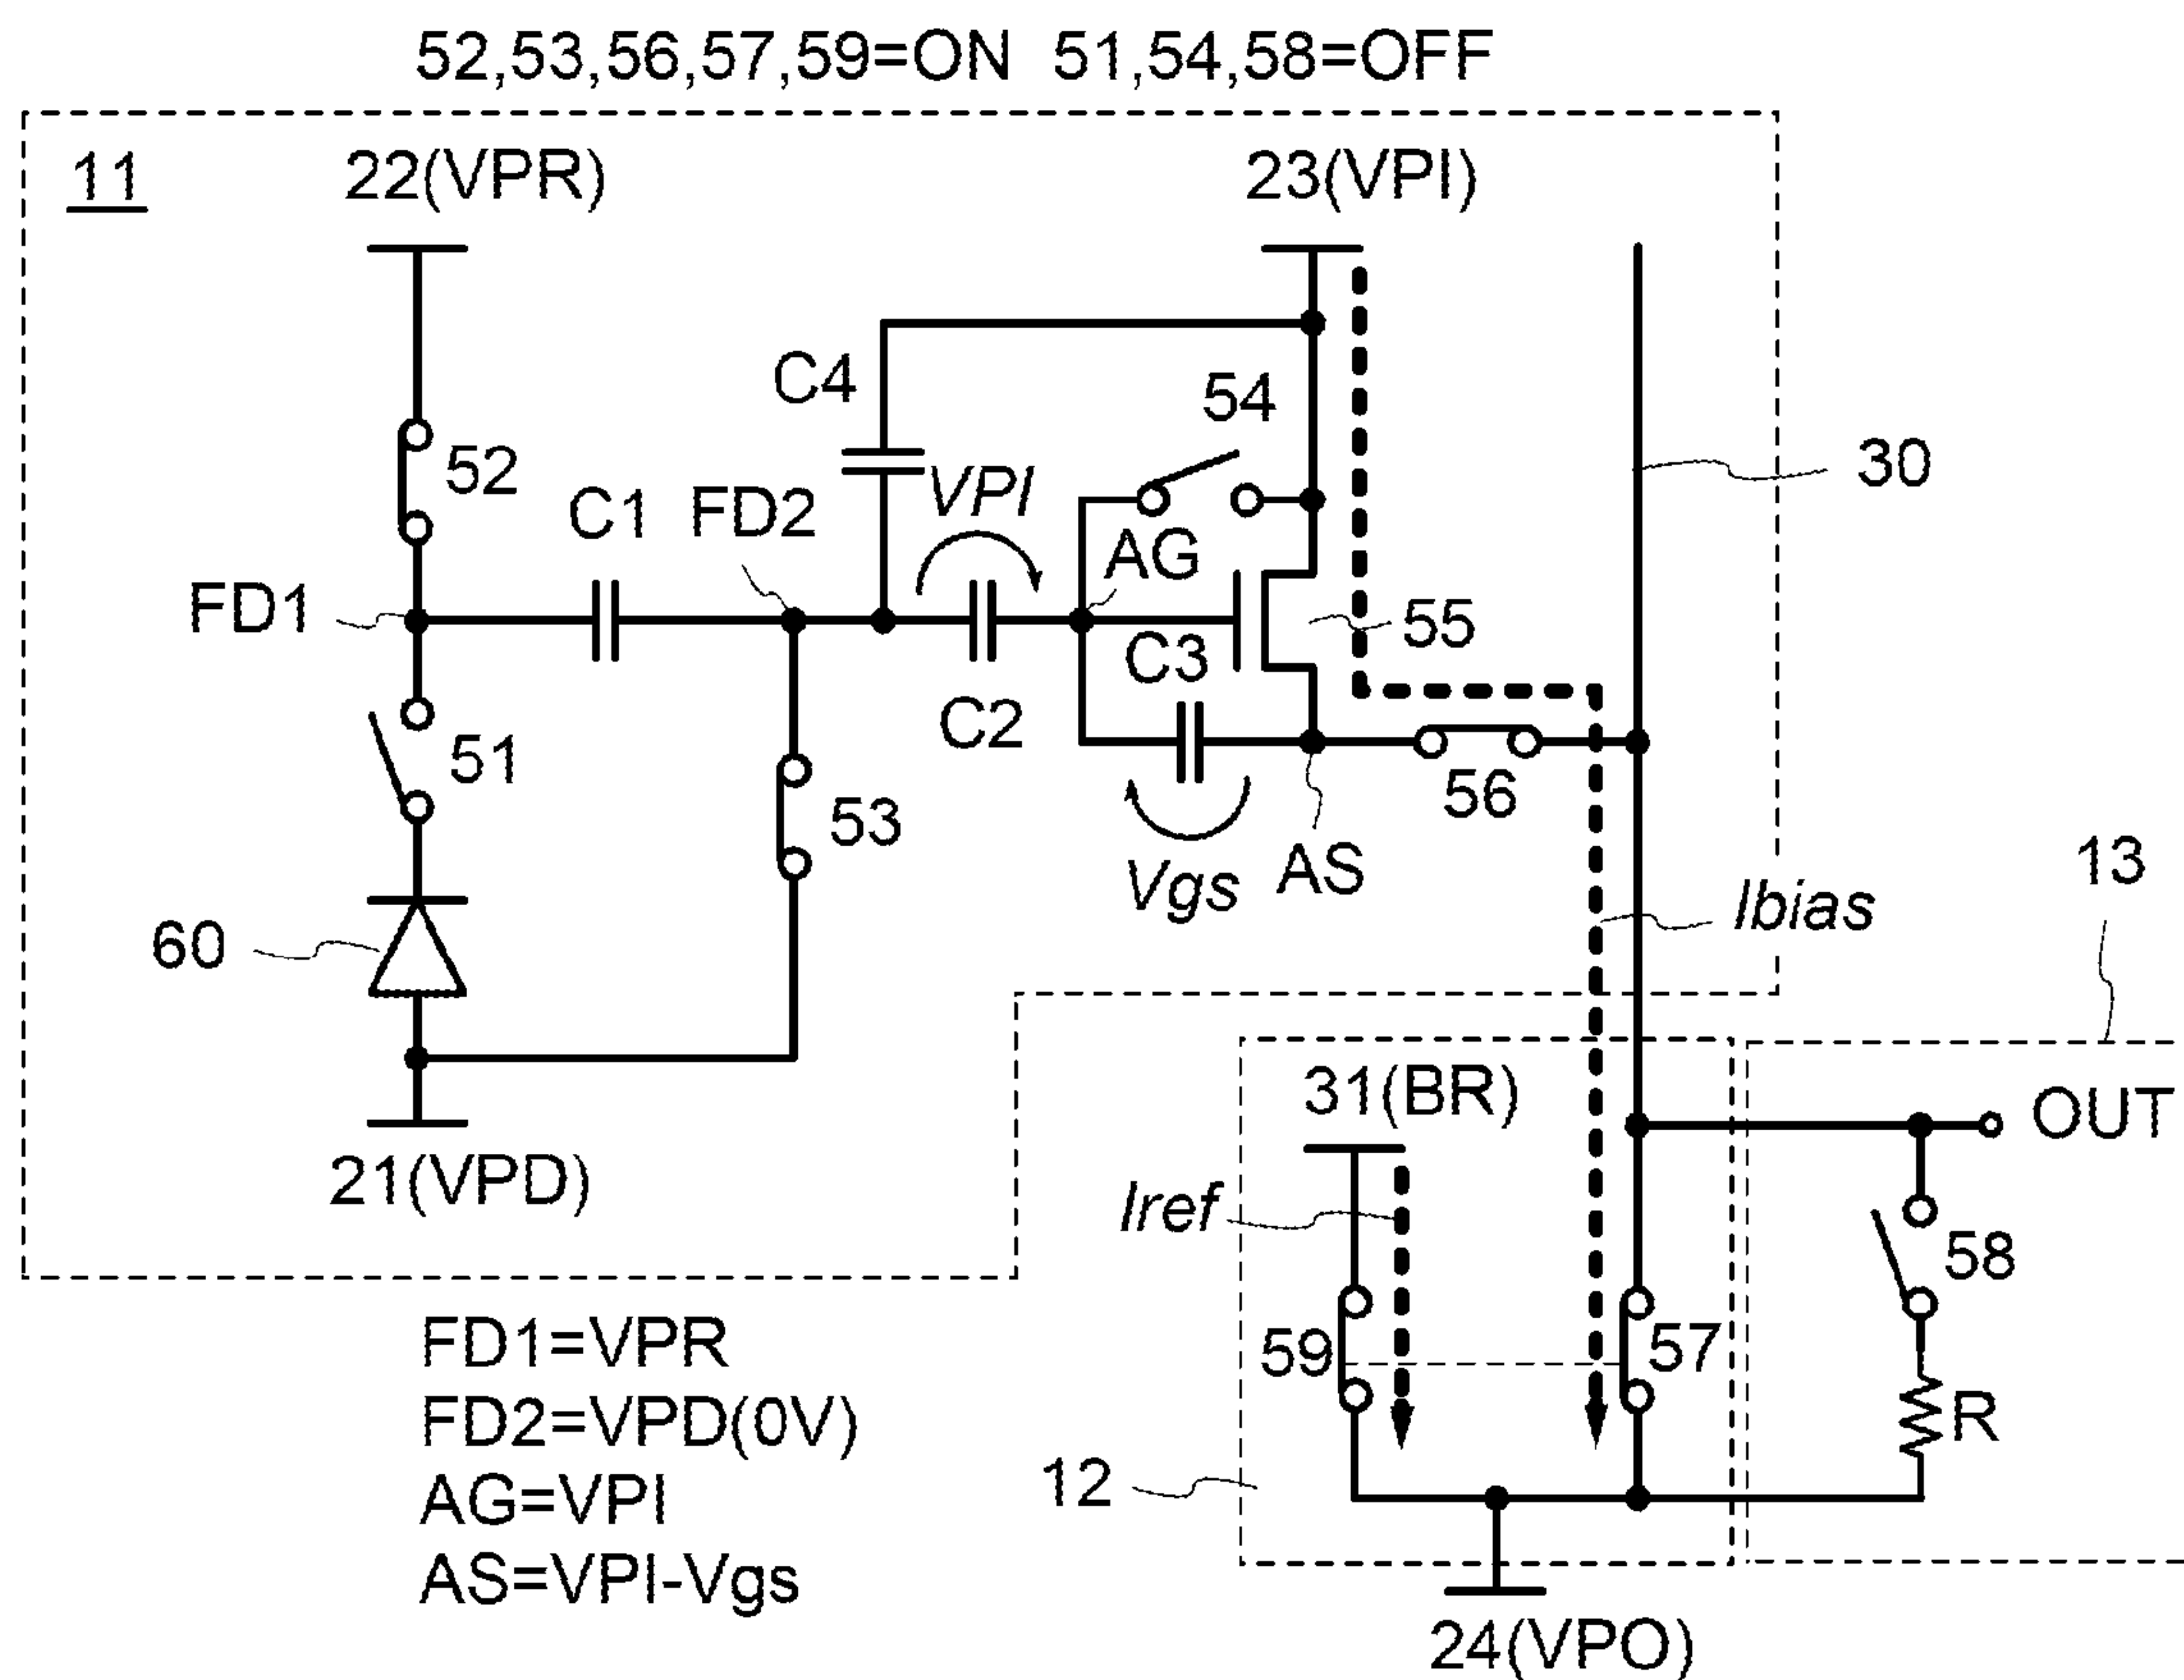 52,53,56,57,59=ON 51,54,58=OFF
11
22(VPR)
23(VPI)
C4
54
52
VPI
30
C1
FD2
AG
FD1
55
C3
C2
51
56
53
Vgs
AS
13
60
Ibias
31(BR)
OUT
21(VPD)
Iref
58
59
57
FD1=VPR
FD2=VPD(0V)
R
AG=VPI
12
AS=VPI-Vgs
24(VPO)